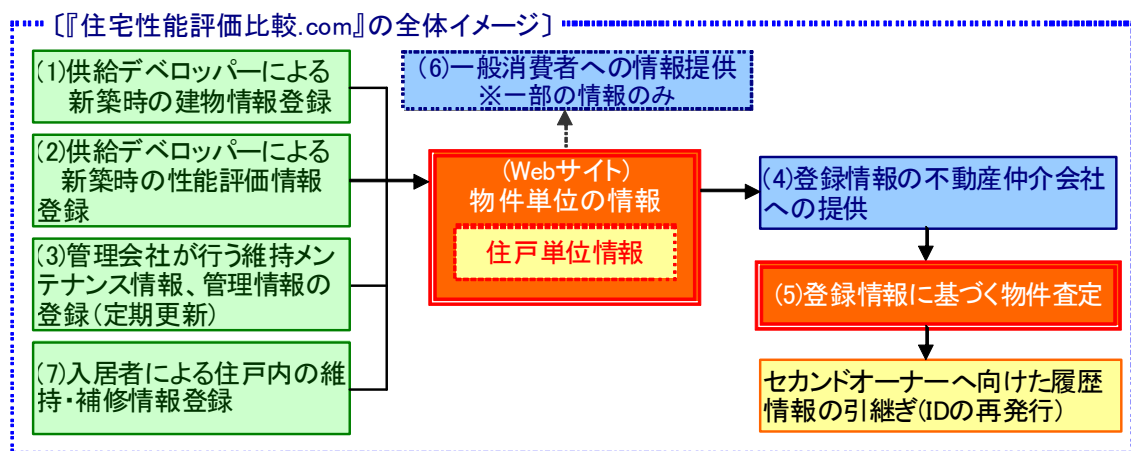 〔『住宅性能評価比較.com』の全体イメージ〕
(1)供給デベロッパーによる
新築時の建物情報登録
(2)供給デベロッパーによる
新築時の性能評価情報
登録
(3)管理会社が行う維持メン
テナンス情報、管理情報の
登録(定期更新)
(7)入居者による住戸内の維
持・補修情報登録
(6)一般消費者への情報提供
※一部の情報のみ
(Webサイト)
物件単位の情報
住戸単位情報
(4)登録情報の不動産仲介会社
への提供
(5)登録情報に基づく物件査定
セカンドオーナーへ向けた履歴
情報の引継ぎ(IDの再発行)